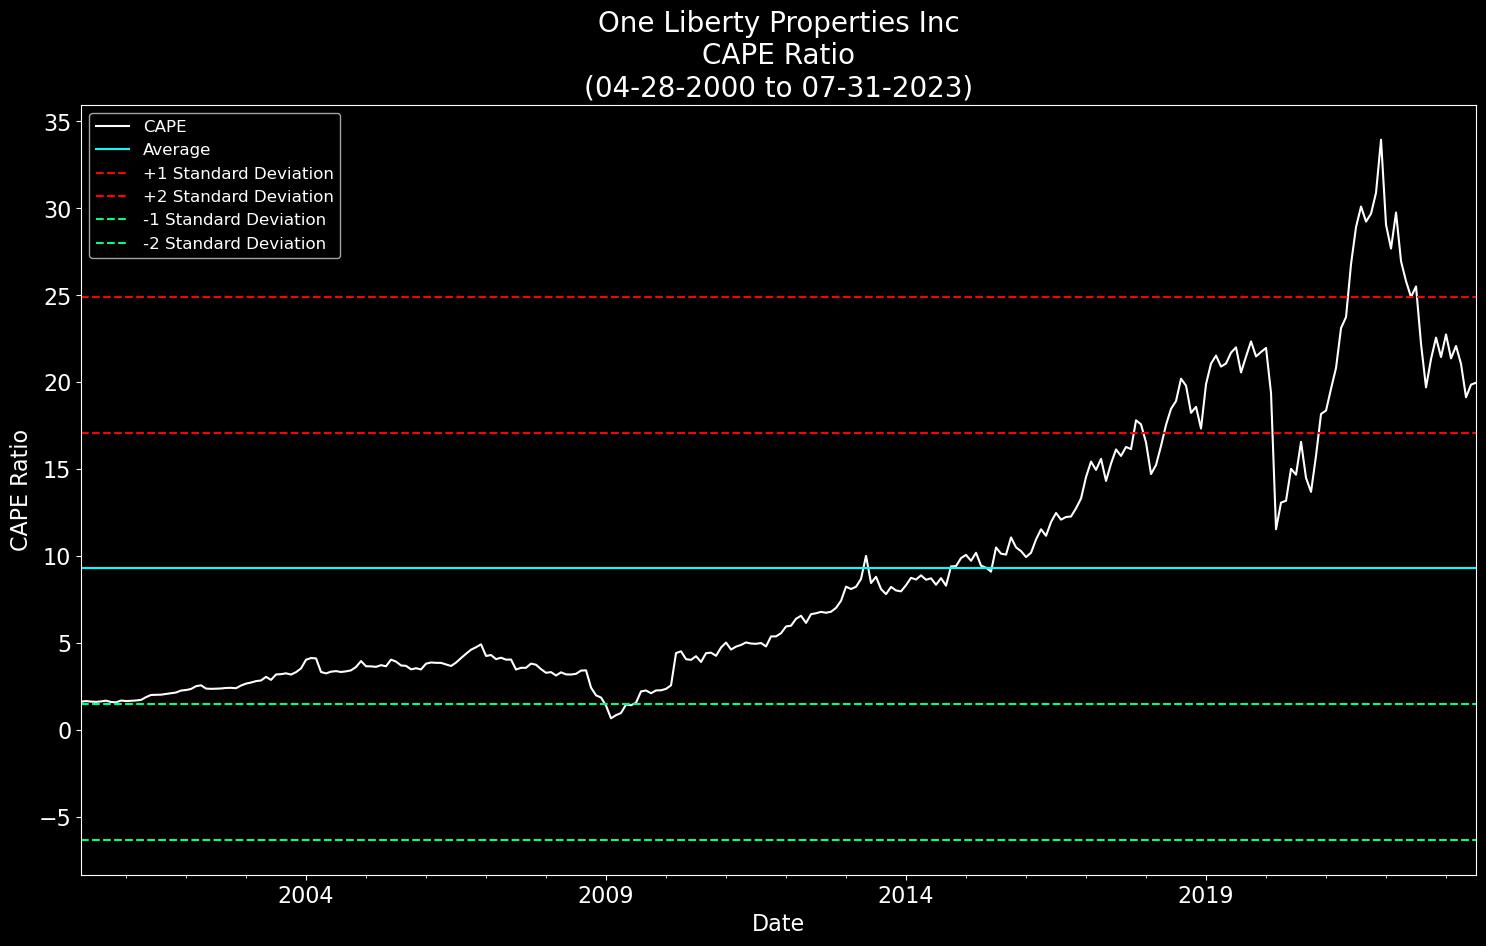 One Liberty Properties Inc
CAPE Ratio
(04-28-2000 to 07-31-2023)
CAPE
Average
+1 Standard Deviation
+2 Standard Deviation
-1 Standard Deviation
-2 Standard Deviation
35
30
25
20
15
10
5
0
−5
CAPE Ratio
2004
2009
2014
2019
Date